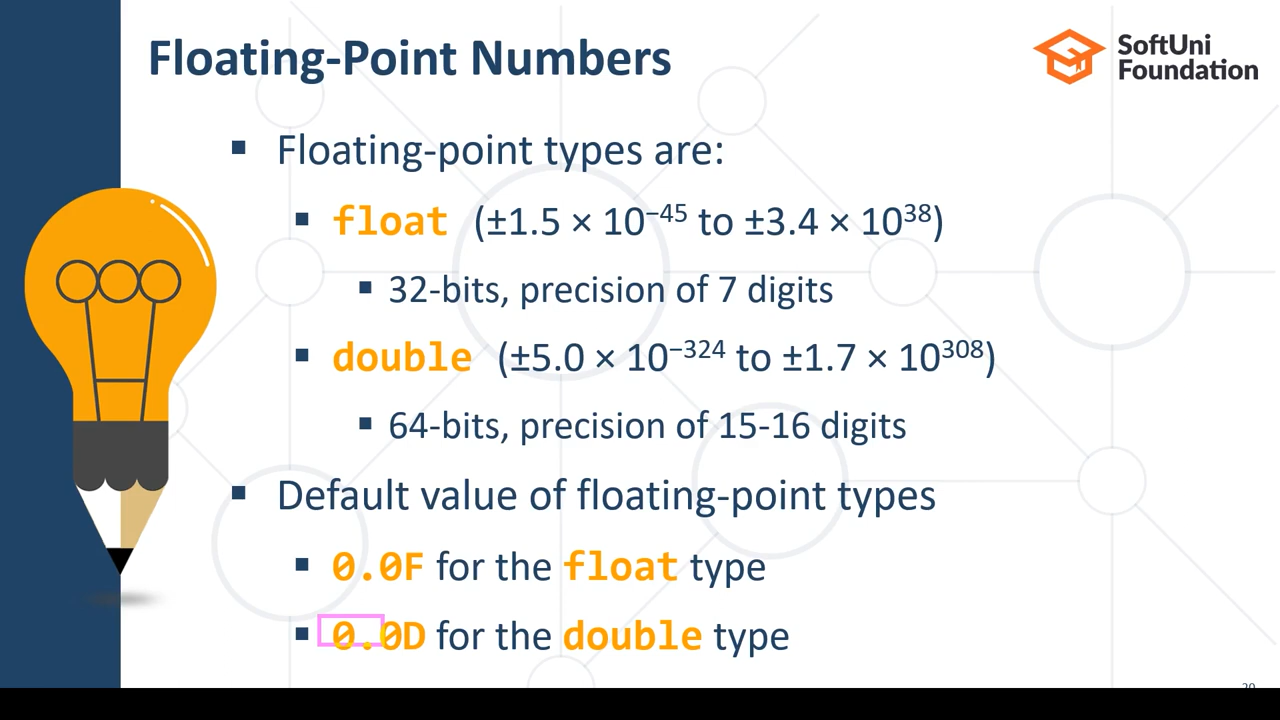 Floating-Point Numbers
SoftUni
Foundation
▪ Floating-point types are:
▪ float (±1.5 × 10⁻⁴⁵ to ±3.4 × 10³⁸)
▪ 32-bits, precision of 7 digits
▪ double (±5.0 × 10⁻³²⁴ to ±1.7 × 10³⁰⁸)
▪ 64-bits, precision of 15-16 digits
▪ Default value of floating-point types
▪ 0.0F for the float type
▪ 0.0D for the double type